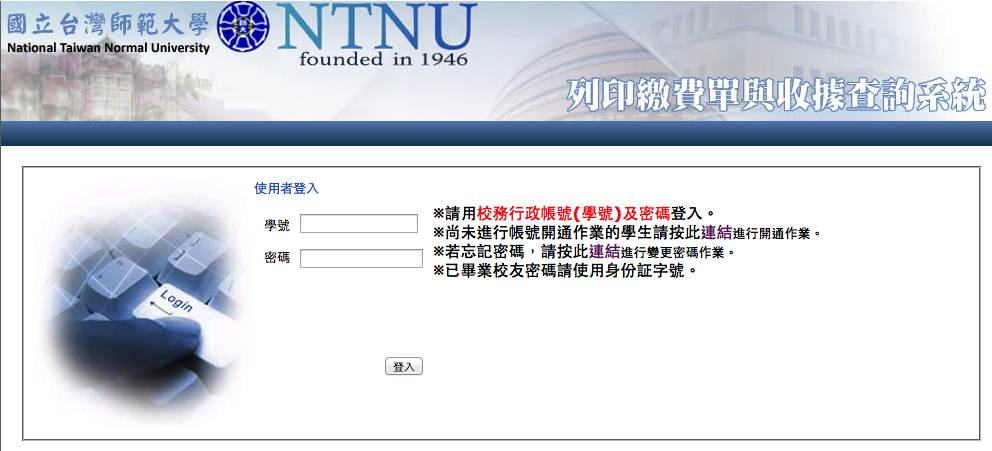 國立台灣師範大學
National Taiwan Normal University
NTNU
founded in 1946
列印繳費單與收據查詢系統
使用者登入
學號
密碼
※請用校務行政帳號(學號)及密碼登入。
※尚未進行帳號開通作業的學生請按此連結進行開通作業。
※若忘記密碼，請按此連結進行變更密碼作業。
※已畢業校友密碼請使用身份証字號。
Login
登入